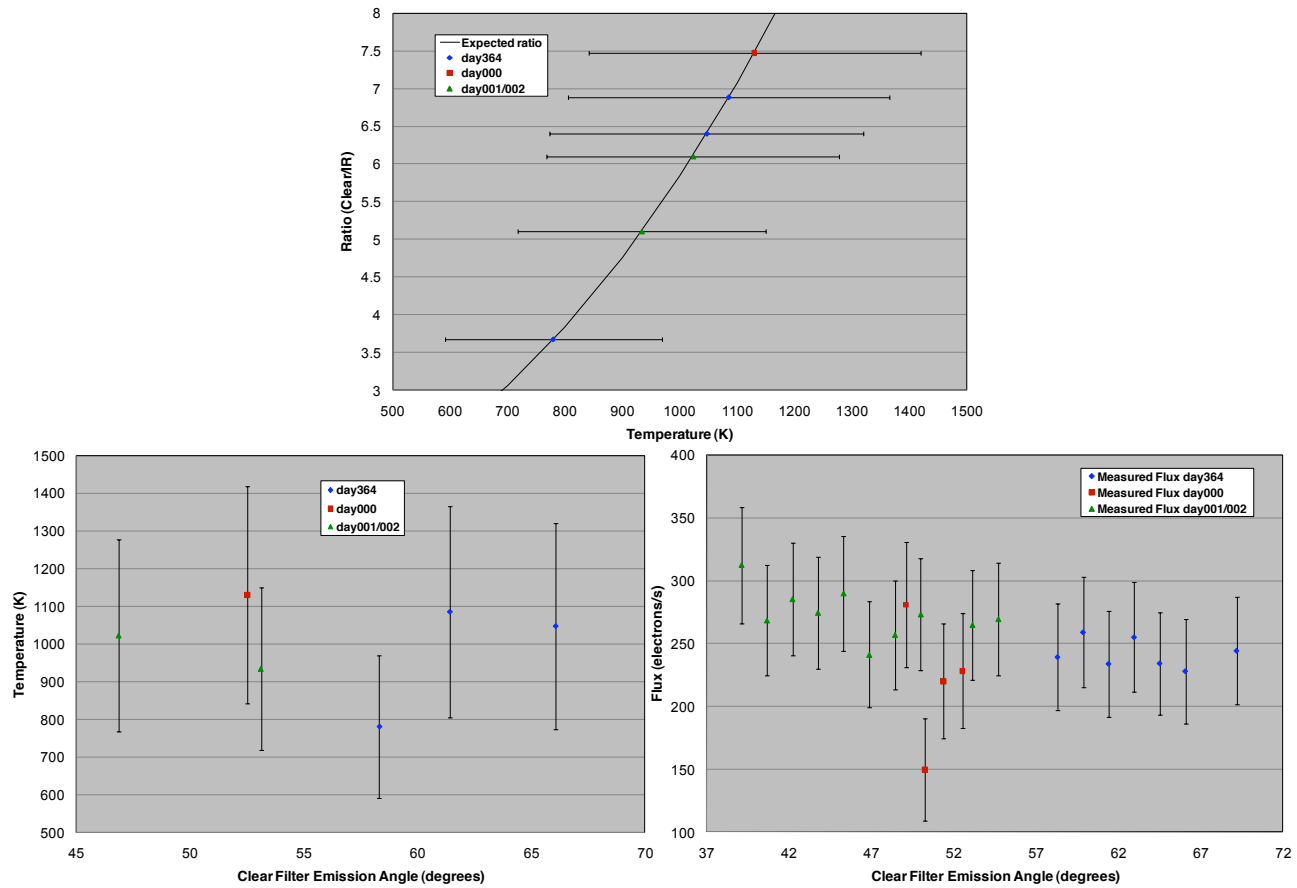 8
7.5
7
6.5
6
5.5
5
4.5
4
3.5
3
Ratio (Clear/IR)
Expected ratio
day364
day000
day001/002
500 600 700 800 900 1000 1100 1200 1300 1400 1500
Temperature (K)
1500
1400
1300
1200
1100
1000
900
800
700
600
500
Temperature (K)
day364
day000
day001/002
45 50 55 60 65 70
Clear Filter Emission Angle (degrees)
400
350
300
250
200
150
100
Flux (electrons/s)
Measured Flux day364
Measured Flux day000
Measured Flux day001/002
37 42 47 52 57 62 67 72
Clear Filter Emission Angle (degrees)